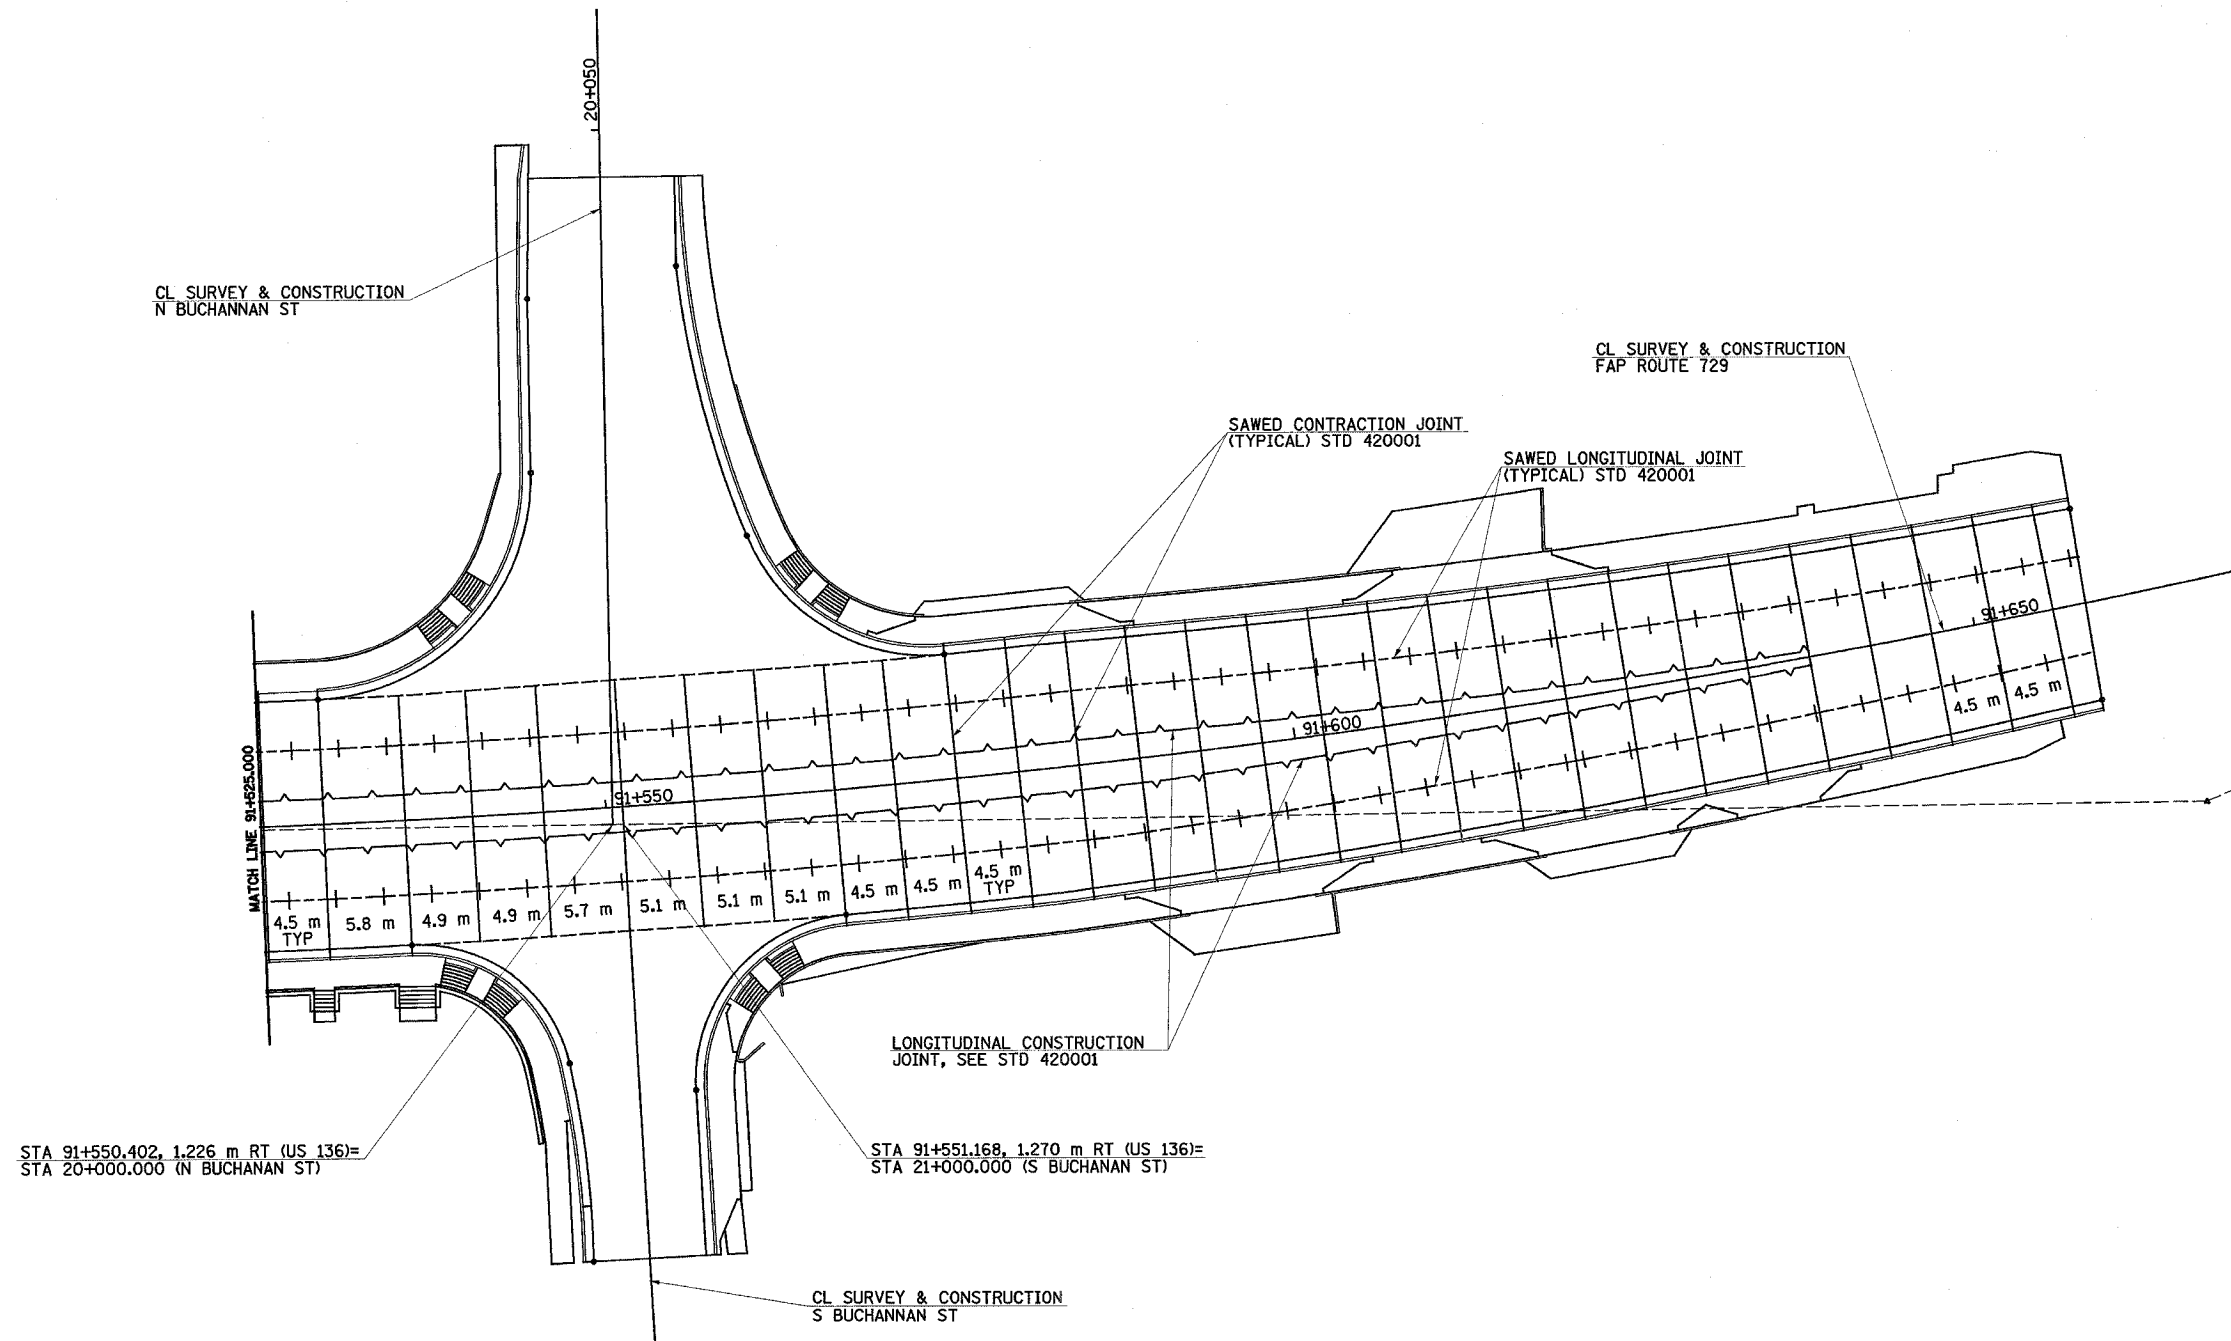 20+050
CL SURVEY & CONSTRUCTION
N BUCHANNAN ST
CL SURVEY & CONSTRUCTION
FAP ROUTE 729
SAWED CONTRACTION JOINT
(TYPICAL) STD 420001
SAWED LONGITUDINAL JOINT
(TYPICAL) STD 420001
91+650
4.5 m
4.5 m
91+600
91+550
MATCH LINE 91+525.000
4.5 m
TYP
5.8 m
4.9 m
4.9 m
5.7 m
5.1 m
5.1 m
5.1 m
4.5 m
4.5 m
4.5 m
TYP
LONGITUDINAL CONSTRUCTION
JOINT, SEE STD 420001
STA 91+550.402, 1.226 m RT (US 136)=
STA 20+000.000 (N BUCHANAN ST)
STA 91+551.168, 1.270 m RT (US 136)=
STA 21+000.000 (S BUCHANAN ST)
CL SURVEY & CONSTRUCTION
S BUCHANNAN ST